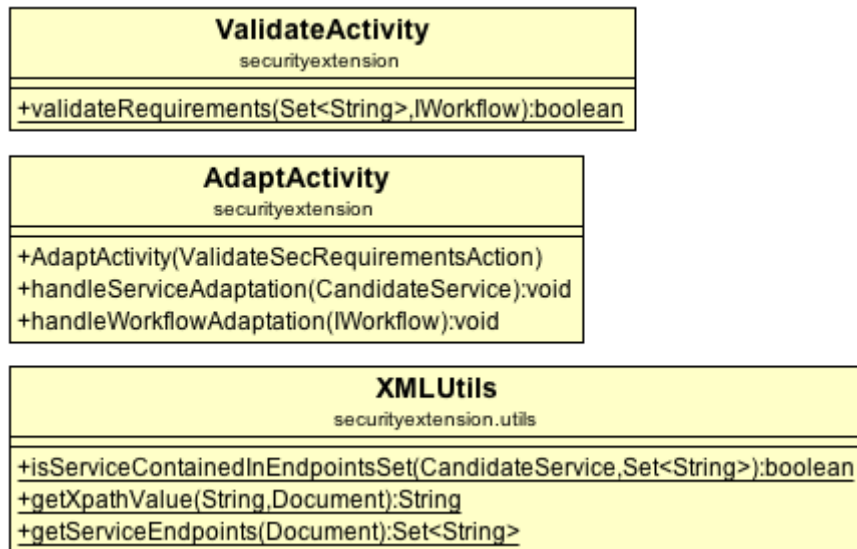 ValidateActivity
securityextension
+validateRequirements(Set<String>,IWorkflow):boolean
AdaptActivity
securityextension
+AdaptActivity(ValidateSecRequirementsAction)
+handleServiceAdaptation(CandidateService):void
+handleWorkflowAdaptation(IWorkflow):void
XMLUtils
securityextension.utils
+isServiceContainedInEndpointsSet(CandidateService,Set<String>):boolean
+getXpathValue(String,Document):String
+getServiceEndpoints(Document):Set<String>